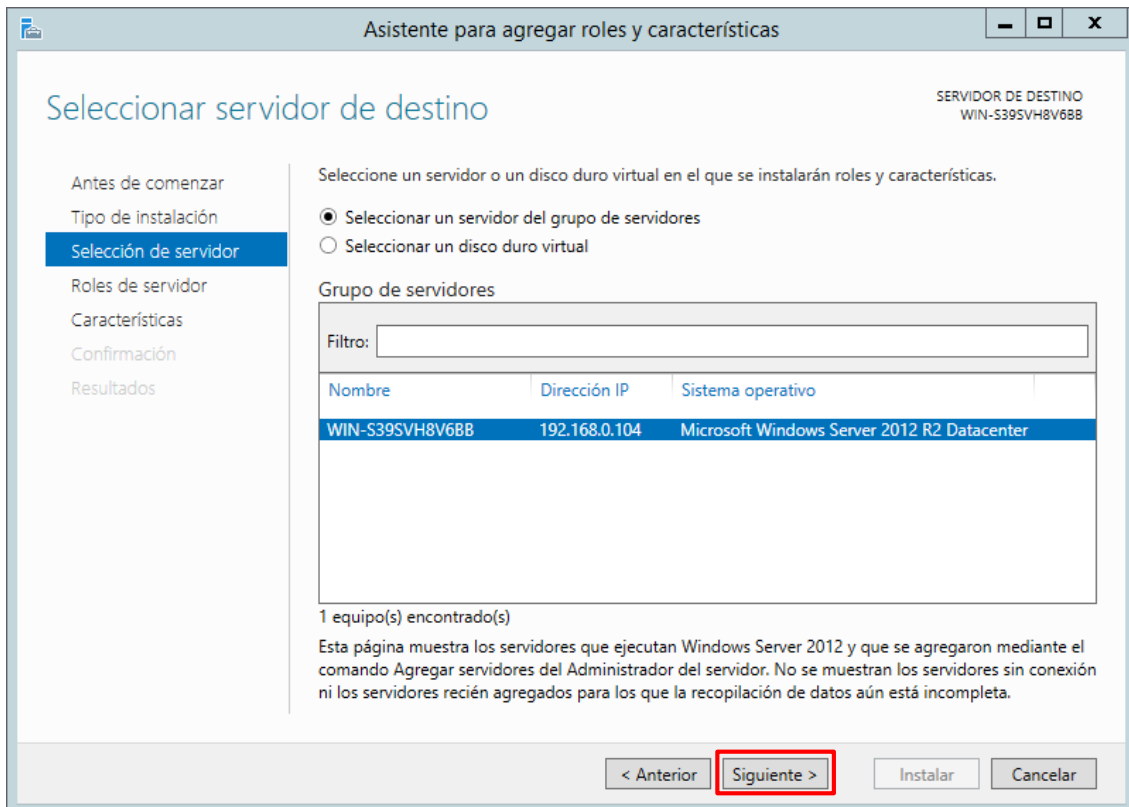 Asistente para agregar roles y características
Seleccionar servidor de destino
SERVIDOR DE DESTINO
WIN-S39SVH8V6BB
Antes de comenzar
Tipo de instalación
Selección de servidor
Roles de servidor
Características
Confirmación
Resultados
Seleccione un servidor o un disco duro virtual en el que se instalarán roles y características.
Seleccionar un servidor del grupo de servidores
Seleccionar un disco duro virtual
Grupo de servidores
Filtro:
Nombre Dirección IP Sistema operativo
WIN-S39SVH8V6BB 192.168.0.104 Microsoft Windows Server 2012 R2 Datacenter
1 equipo(s) encontrado(s)
Esta página muestra los servidores que ejecutan Windows Server 2012 y que se agregaron mediante el
comando Agregar servidores del Administrador del servidor. No se muestran los servidores sin conexión
ni los servidores recién agregados para los que la recopilación de datos aún está incompleta.
< Anterior Siguiente > Instalar Cancelar